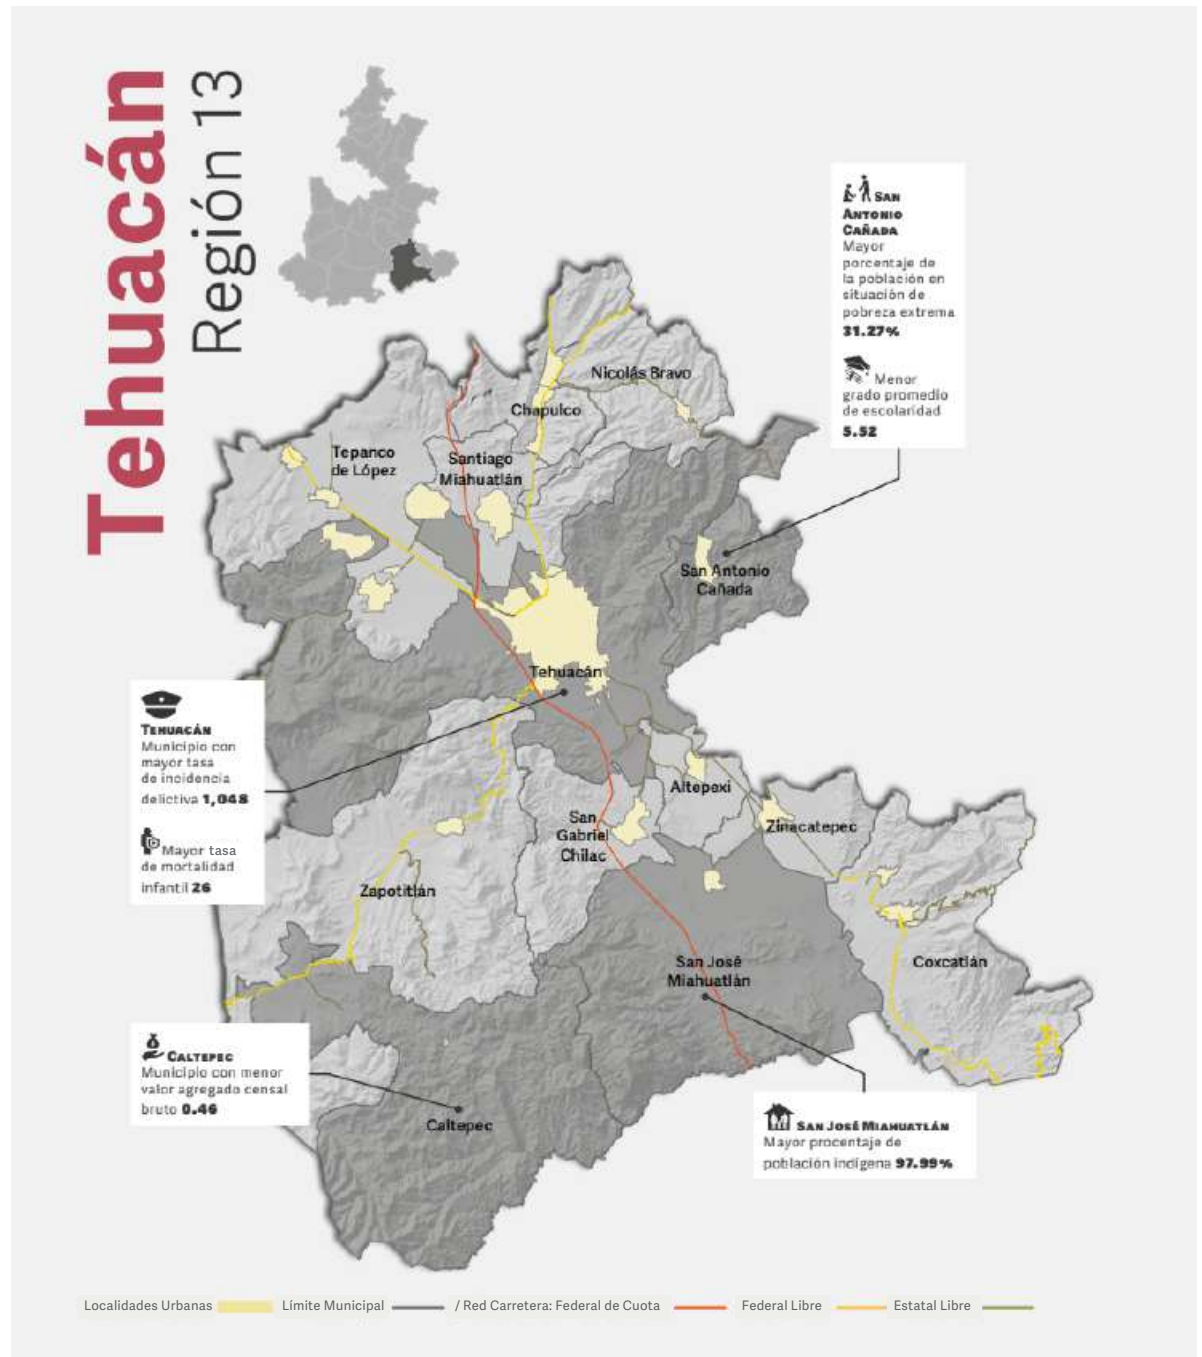 Tehuacán
Región 13
SAN
ANTONIO
CAÑADA
Mayor
porcentaje de
la población en
situación de
pobreza extrema
31.27%
Menor
grado promedio
de escolaridad
5.52
Nicolás Bravo
Chapulco
Tepanco
de López
Santiago
Miahuatlán
San Antonio
Cañada
Tehuacán
TEHUACÁN
Municipio con
mayor tasa
de incidencia
delictiva 1,048
Mayor tasa
de mortalidad
infantil 26
Altepexi
San
Gabriel
Chilac
Zinacatepec
Zapotitlán
San José
Miahuatlán
Coxcatlán
CALTEPEC
Municipio con menor
valor agregado censal
bruto 0.46
Caltepec
SAN JOSÉ MIAHUATLÁN
Mayor procentaje de
población indígena 97.99%
Localidades Urbanas Límite Municipal / Red Carretera: Federal de Cuota Federal Libre Estatal Libre